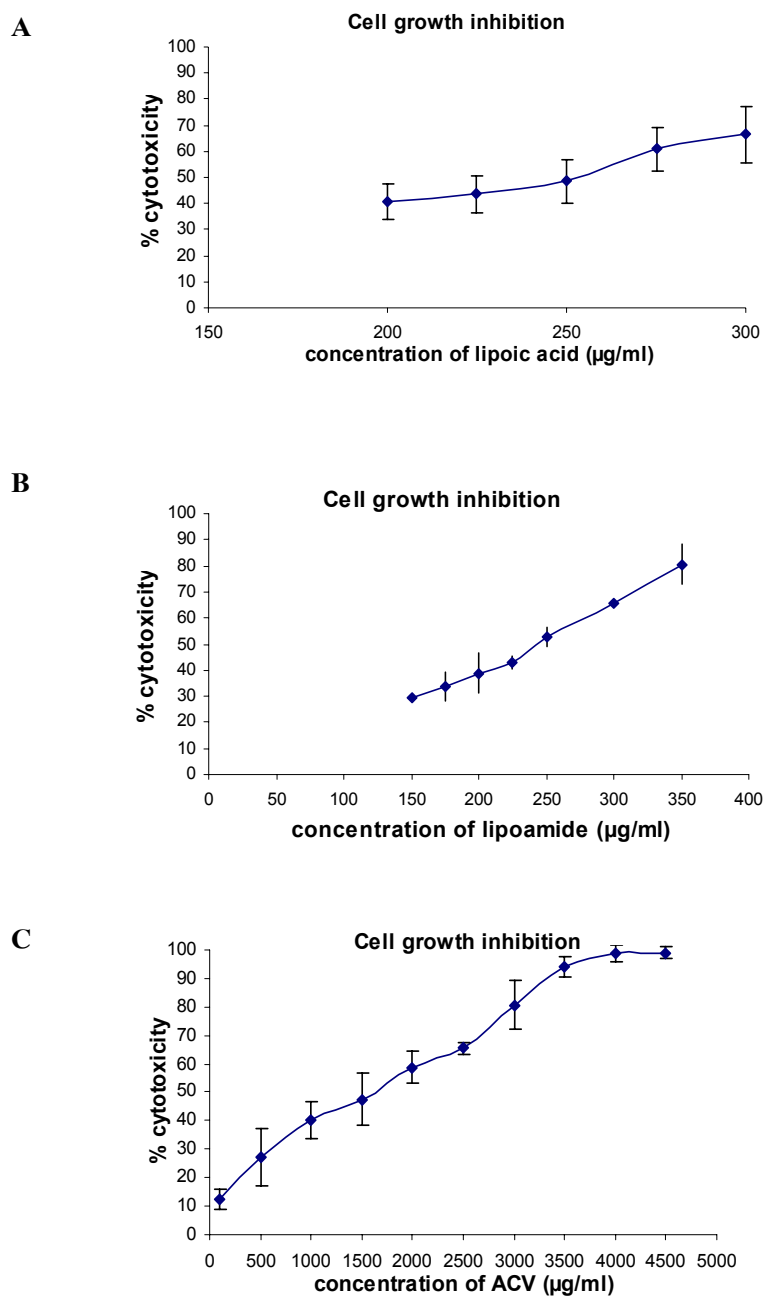 A
Cell growth inhibition
100
90
80
70
60
50
40
30
20
10
0
% cytotoxicity
150 200 250 300
concentration of lipoic acid (µg/ml)
B
Cell growth inhibition
100
90
80
70
60
50
40
30
20
10
0
% cytotoxicity
0 50 100 150 200 250 300 350 400
concentration of lipoamide (µg/ml)
C
Cell growth inhibition
100
90
80
70
60
50
40
30
20
10
0
% cytotoxicity
0 500 1000 1500 2000 2500 3000 3500 4000 4500 5000
concentration of ACV (µg/ml)